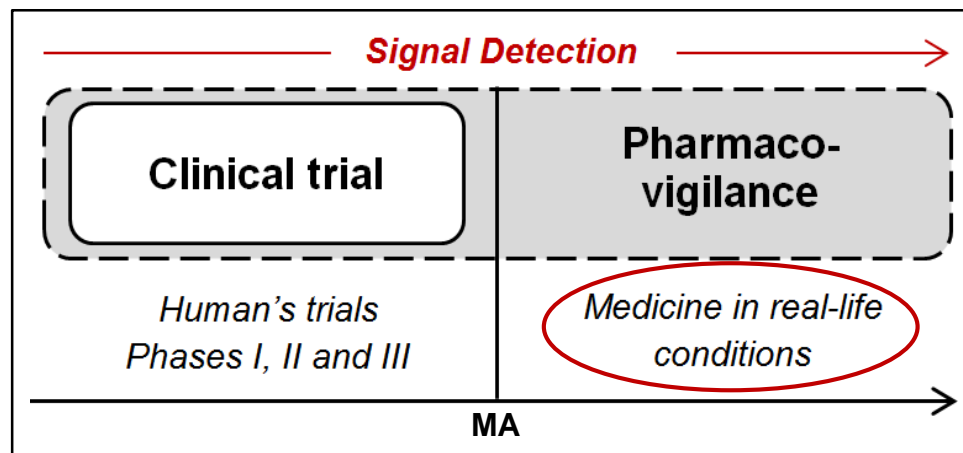 Signal Detection
Clinical trial
Pharmaco-
vigilance
Human's trials
Phases I, II and III
Medicine in real-life
conditions
MA